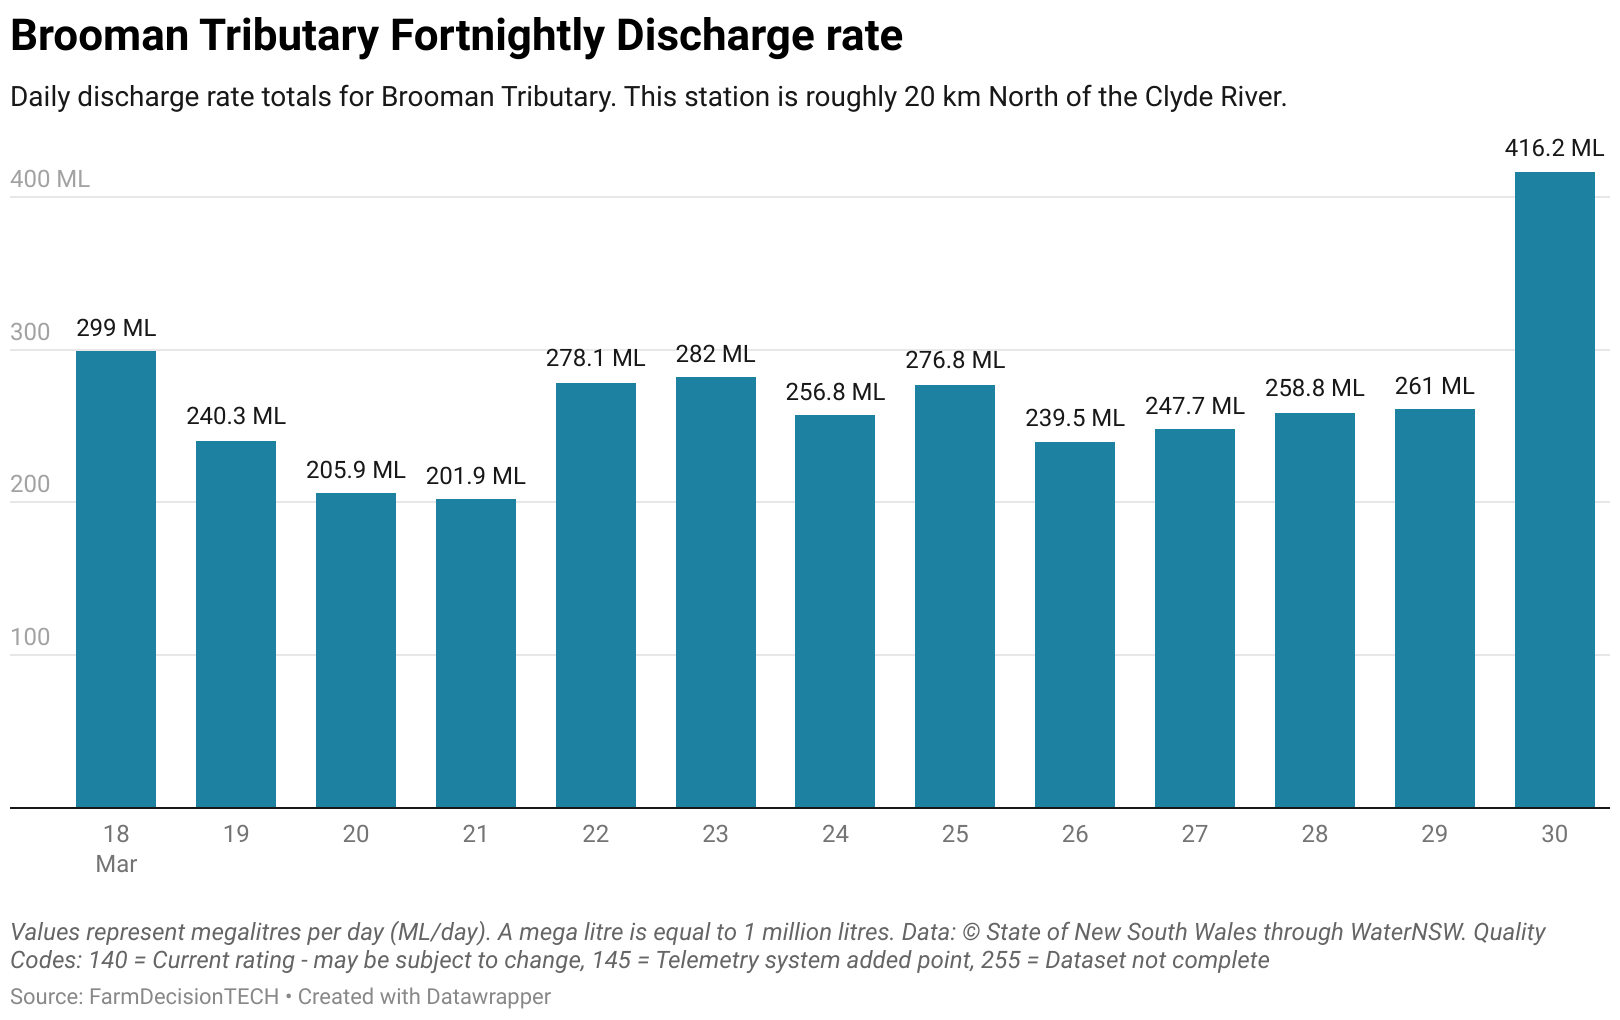 Brooman Tributary Fortnightly Discharge rate
Daily discharge rate totals for Brooman Tributary. This station is roughly 20 km North of the Clyde River.
416.2 ML
400 ML
299 ML
300
278.1 ML
282 ML
276.8 ML
256.8 ML
258.8 ML
261 ML
247.7 ML
240.3 ML
239.5 ML
205.9 ML
201.9 ML
200
100
18 19 20 21 22 23 24 25 26 27 28 29 30
Mar
Values represent megalitres per day (ML/day). A mega litre is equal to 1 million litres. Data: © State of New South Wales through WaterNSW. Quality
Codes: 140 = Current rating - may be subject to change, 145 = Telemetry system added point, 255 = Dataset not complete
Source: FarmDecisionTECH • Created with Datawrapper